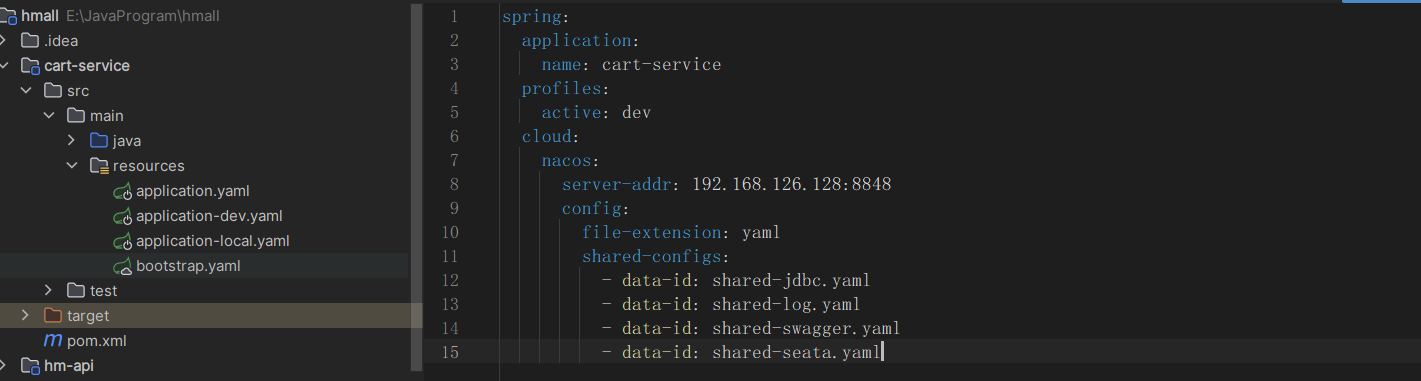 hmall E:\JavaProgram\hmall
.idea
cart-service
src
main
java
resources
application.yaml
application-dev.yaml
application-local.yaml
bootstrap.yaml
test
target
pom.xml
hm-api
1 spring:
2 application:
3 name: cart-service
4 profiles:
5 active: dev
6 cloud:
7 nacos:
8 server-addr: 192.168.126.128:8848
9 config:
10 file-extension: yaml
11 shared-configs:
12 - data-id: shared-jdbc.yaml
13 - data-id: shared-log.yaml
14 - data-id: shared-swagger.yaml
15 - data-id: shared-seata.yaml